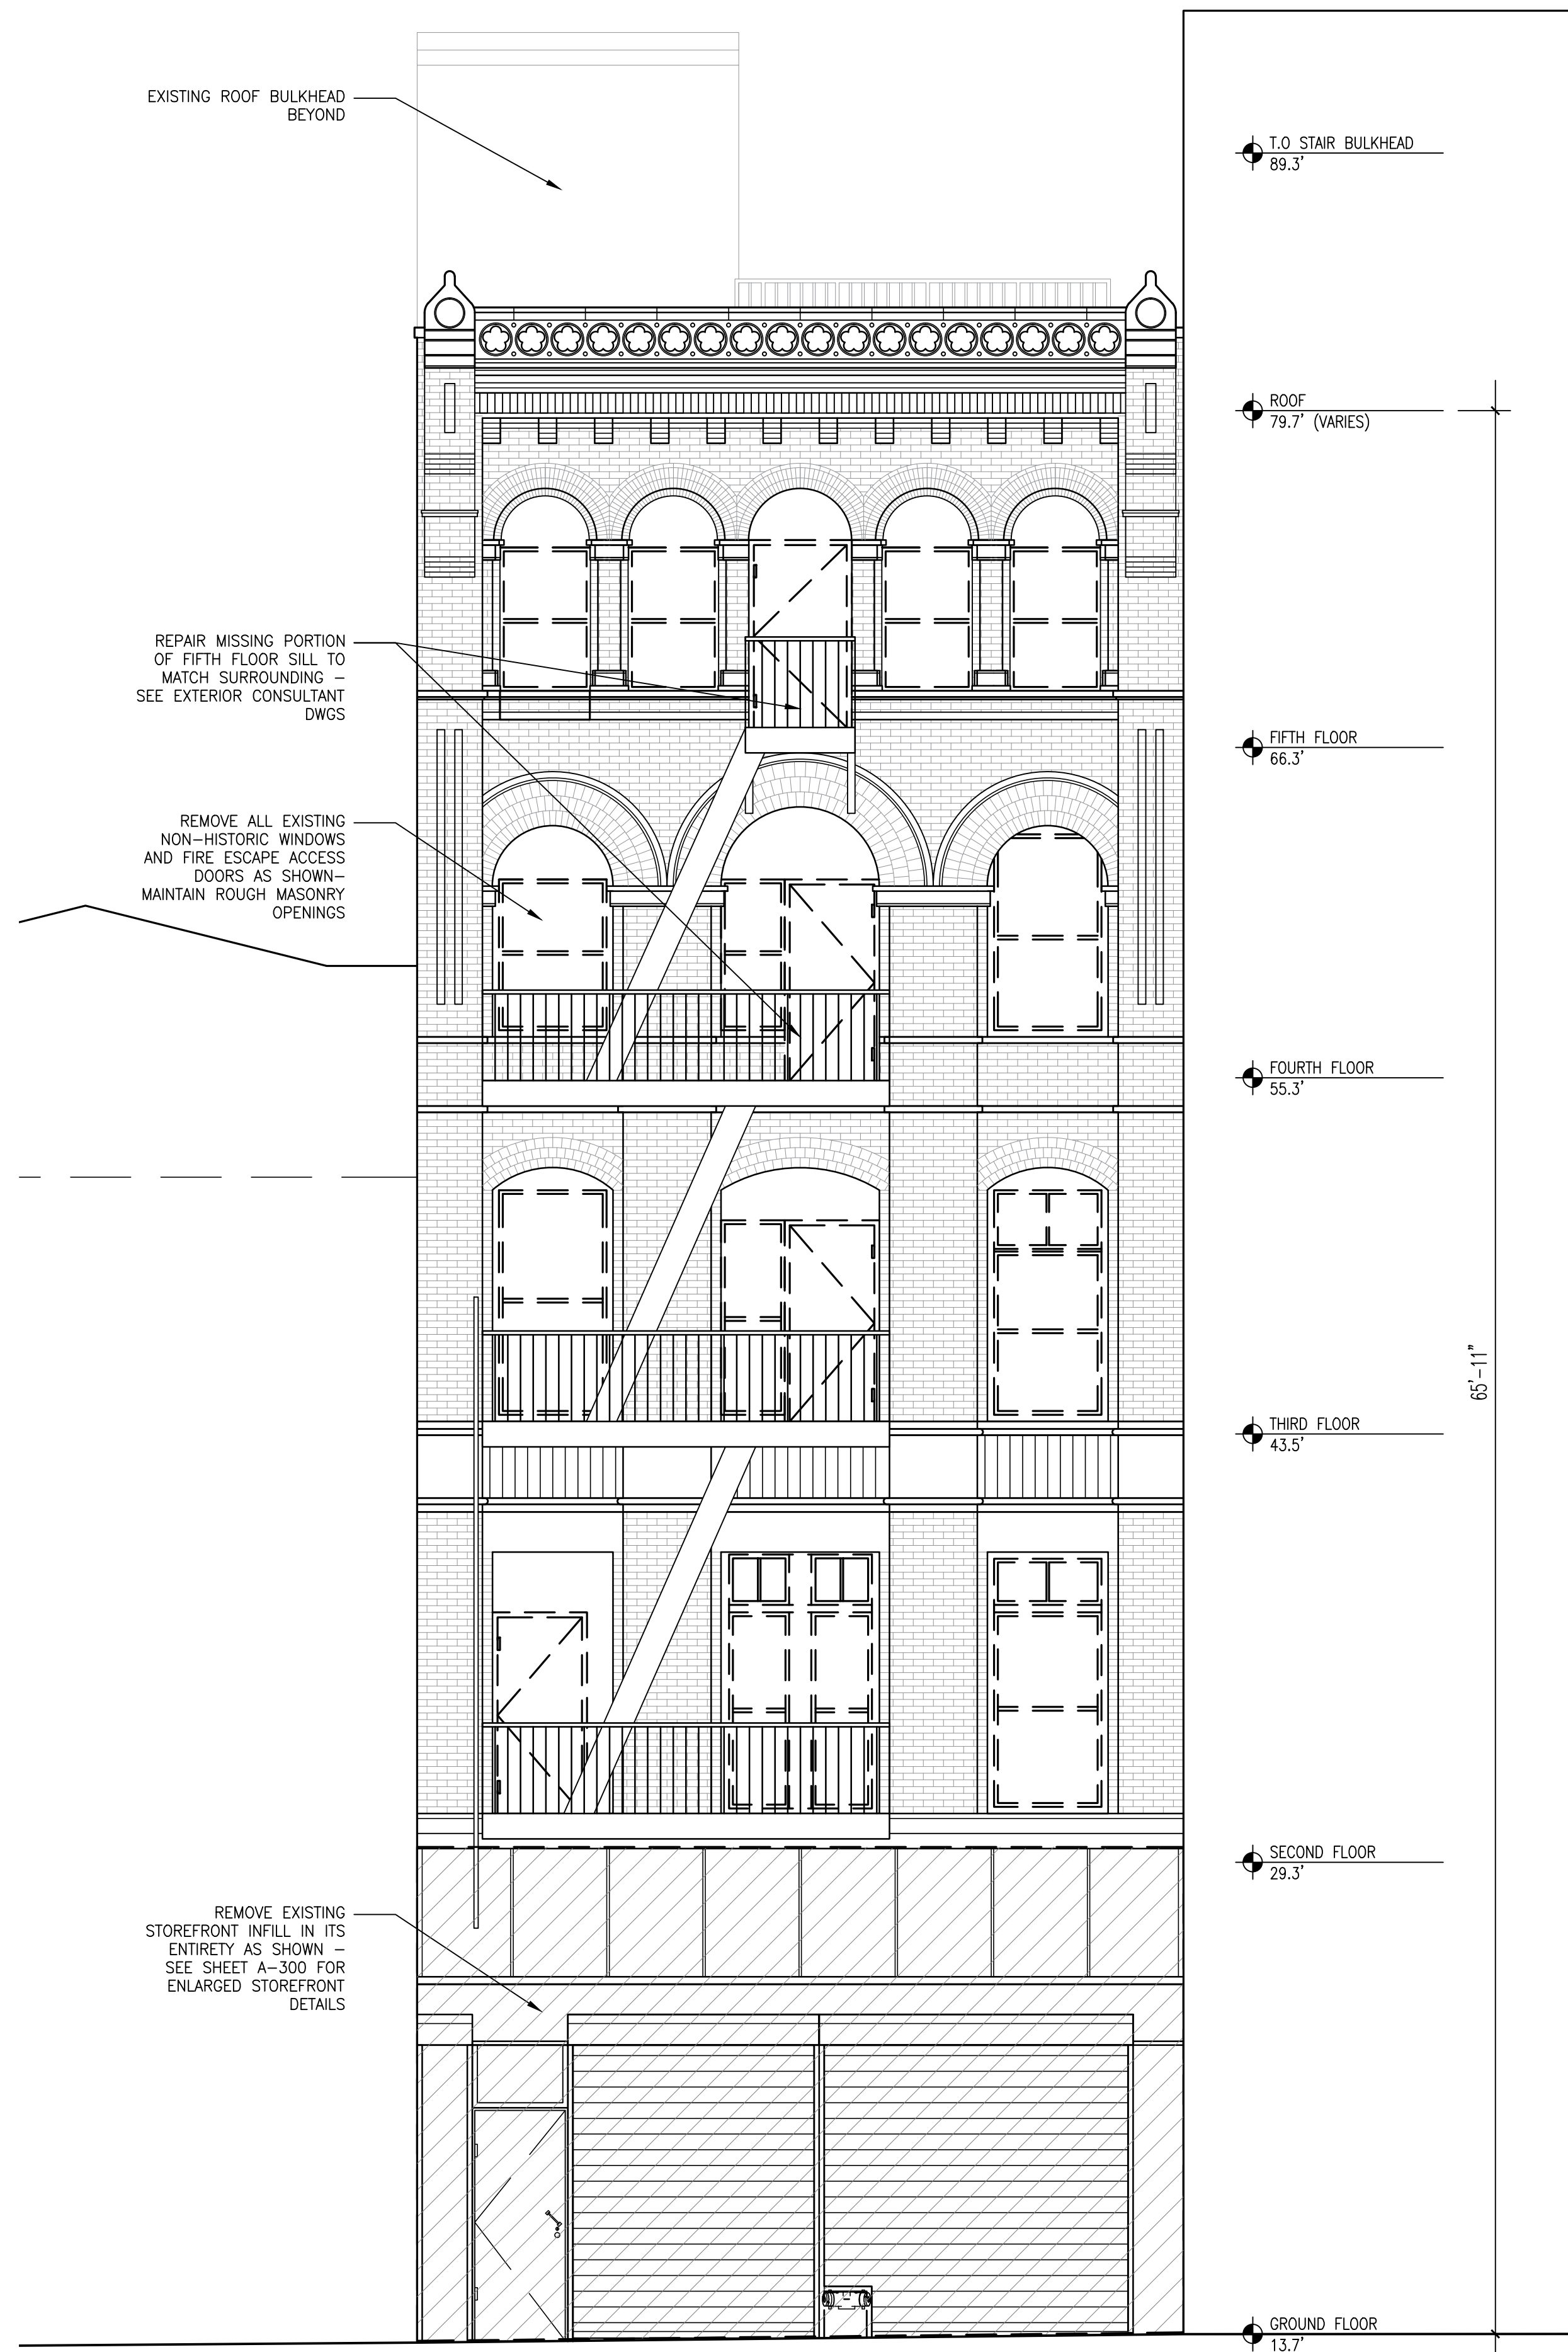 EXISTING ROOF BULKHEAD
BEYOND
T.O STAIR BULKHEAD
89.3'
ROOF
79.7' (VARIES)
REPAIR MISSING PORTION
OF FIFTH FLOOR SILL TO
MATCH SURROUNDING –
SEE EXTERIOR CONSULTANT
DWGS
FIFTH FLOOR
66.3'
REMOVE ALL EXISTING
NON–HISTORIC WINDOWS
AND FIRE ESCAPE ACCESS
DOORS AS SHOWN–
MAINTAIN ROUGH MASONRY
OPENINGS
FOURTH FLOOR
55.3'
65'–11"
THIRD FLOOR
43.5'
SECOND FLOOR
29.3'
REMOVE EXISTING
STOREFRONT INFILL IN ITS
ENTIRETY AS SHOWN –
SEE SHEET A–300 FOR
ENLARGED STOREFRONT
DETAILS
GROUND FLOOR
13.7'